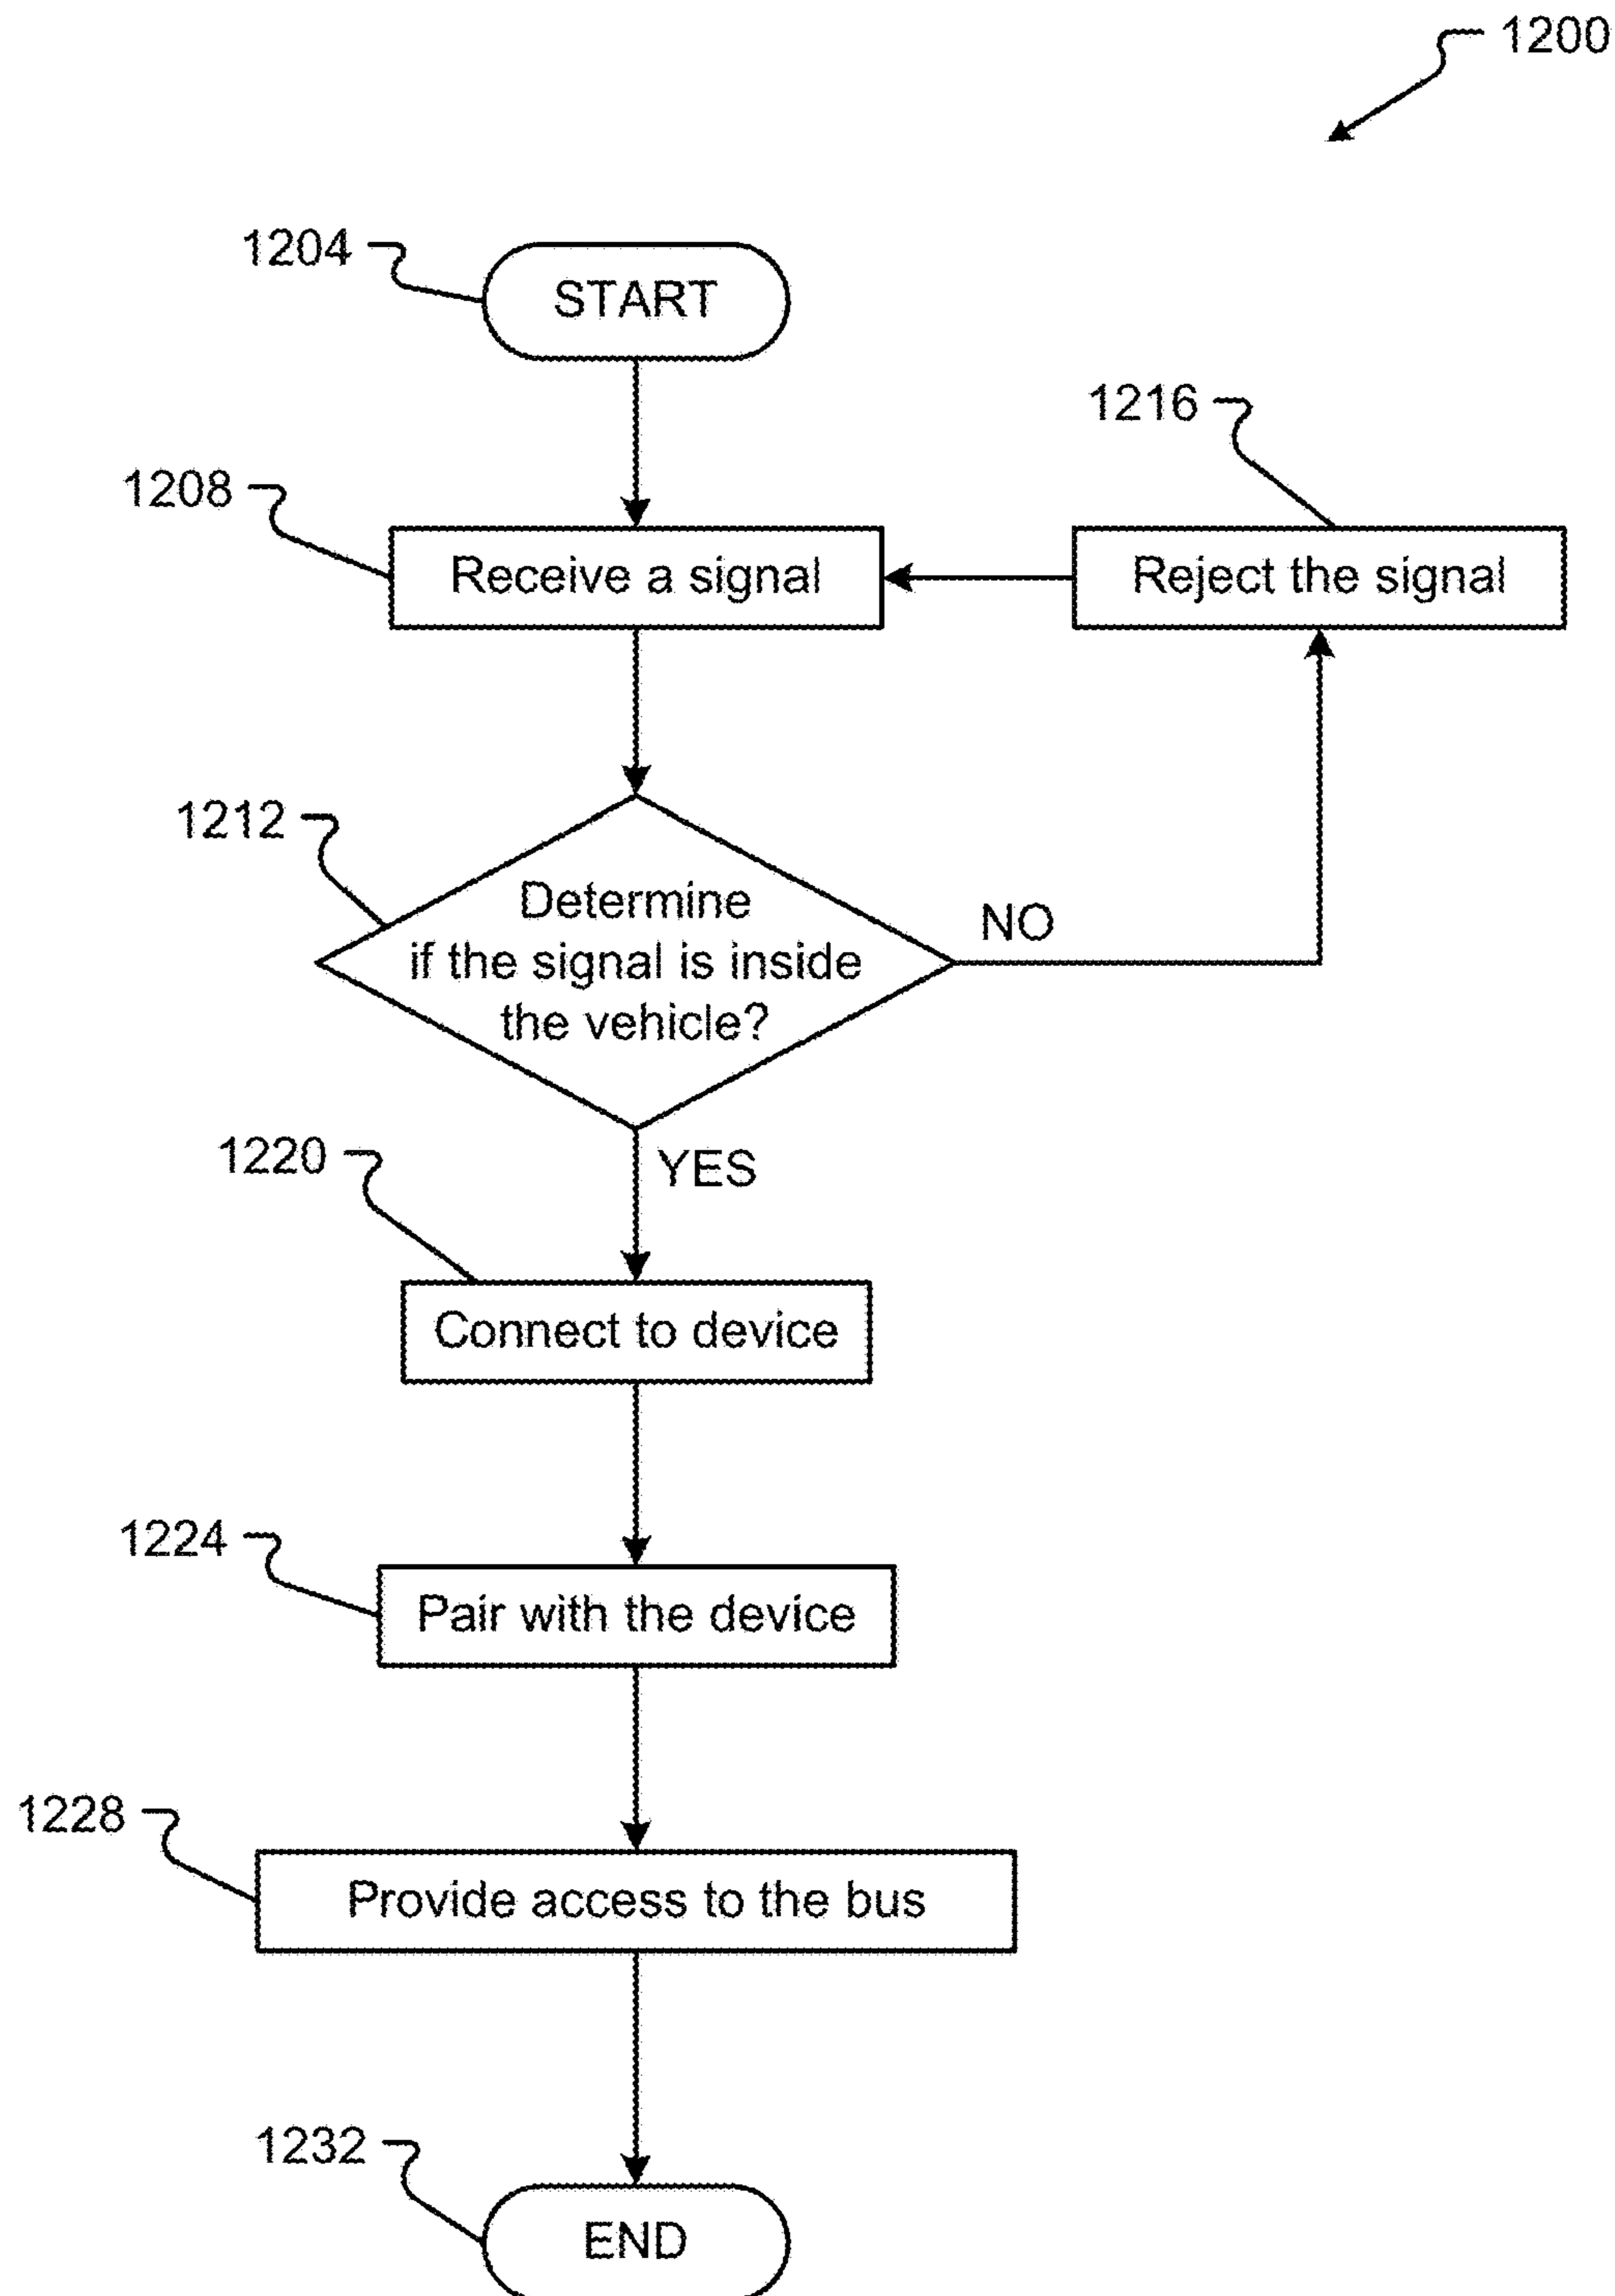 1200
1204
START
1216
1208
Receive a signal
Reject the signal
1212
Determine
if the signal is inside
the vehicle?
NO
1220
YES
Connect to device
1224
Pair with the device
1228
Provide access to the bus
1232
END